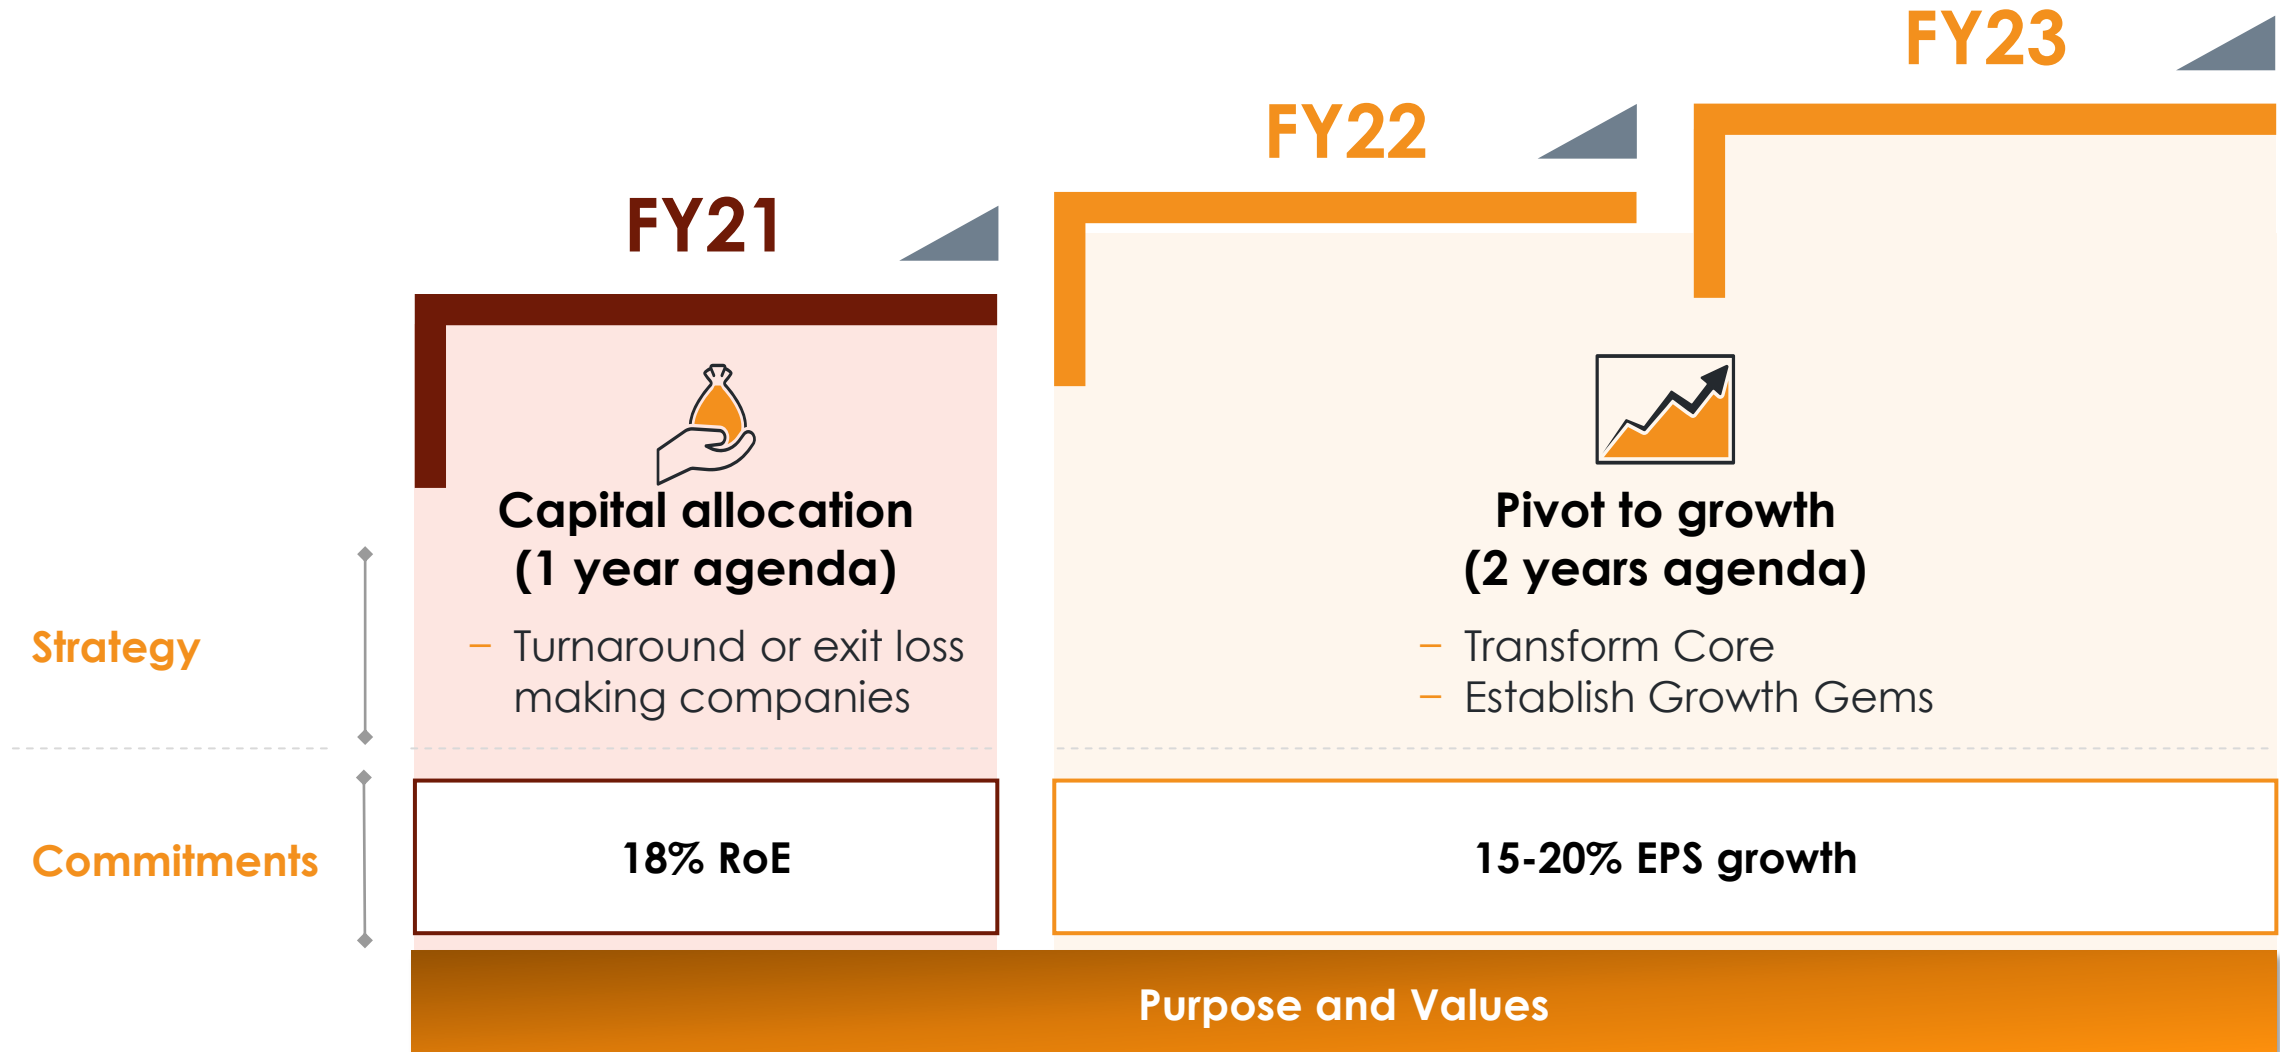 FY23
FY22
FY21
Capital allocation
(1 year agenda)
Pivot to growth
(2 years agenda)
Strategy
– Turnaround or exit loss
making companies
– Transform Core
– Establish Growth Gems
Commitments
18% RoE
15-20% EPS growth
Purpose and Values